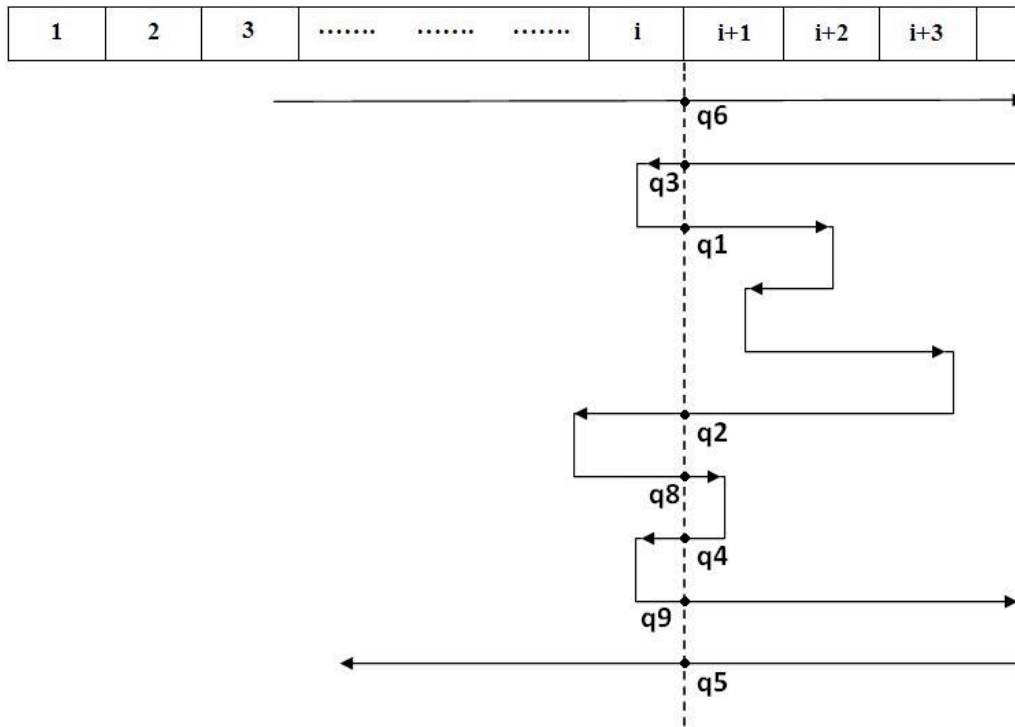 1 2 3 ....... ....... ....... i i+1 i+2 i+3
q6
q3
q1
q2
q8
q4
q9
q5